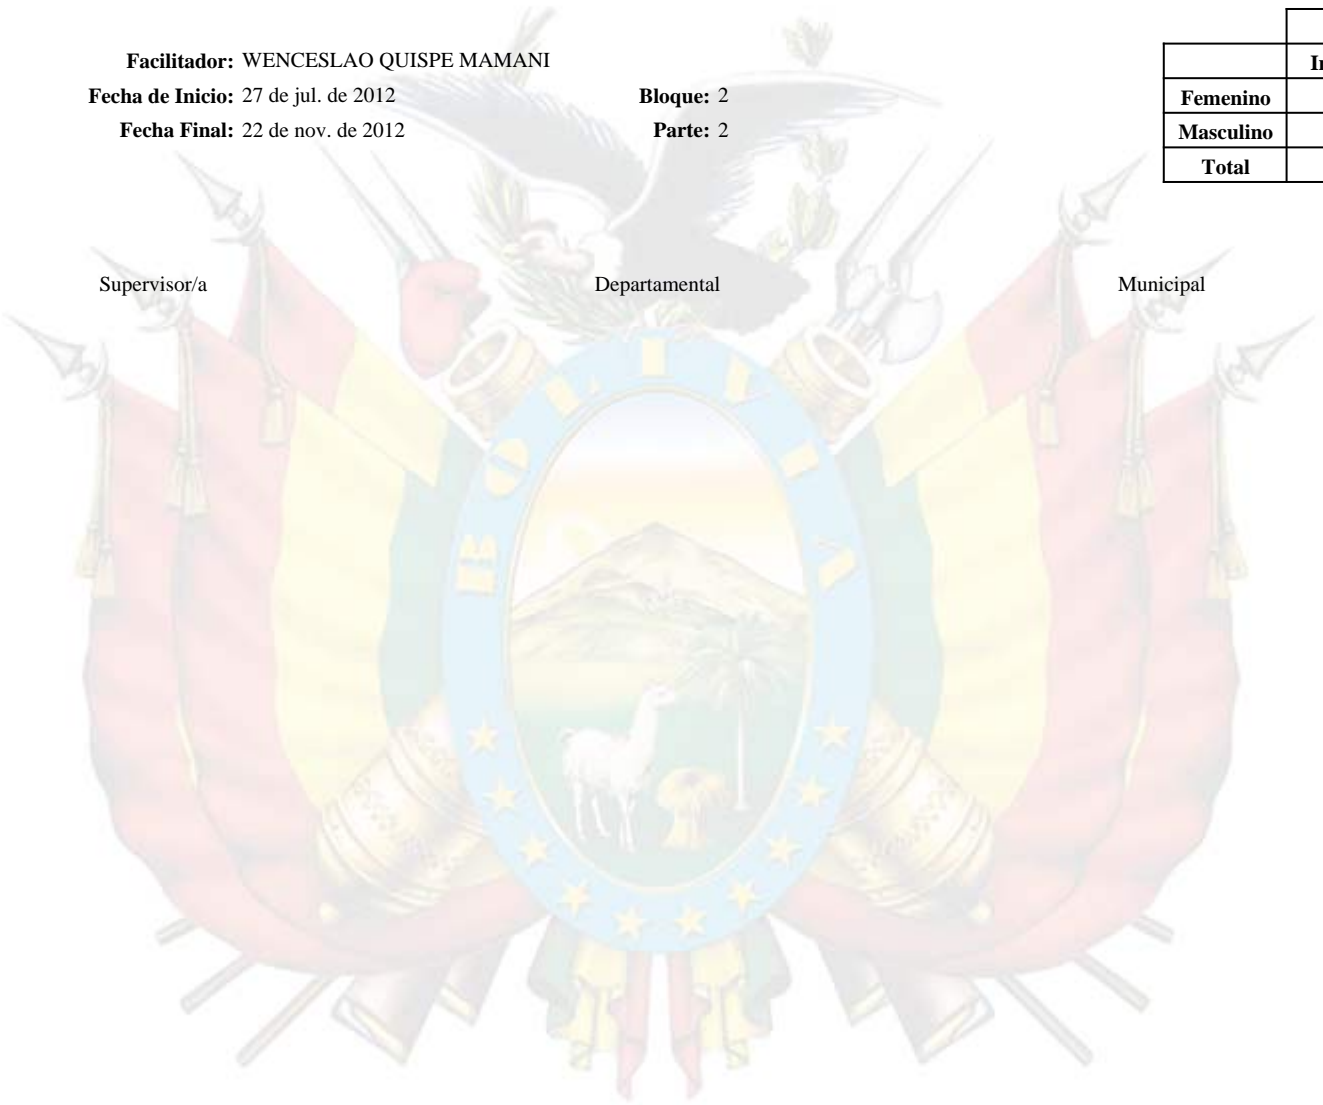 Facilitador: WENCESLAO QUISPE MAMANI
Fecha de Inicio: 27 de jul. de 2012 Bloque: 2
Fecha Final: 22 de nov. de 2012 Parte: 2
Femenino
Masculino
Total
Supervisor/a Departamental Municipal
BOLIVIA